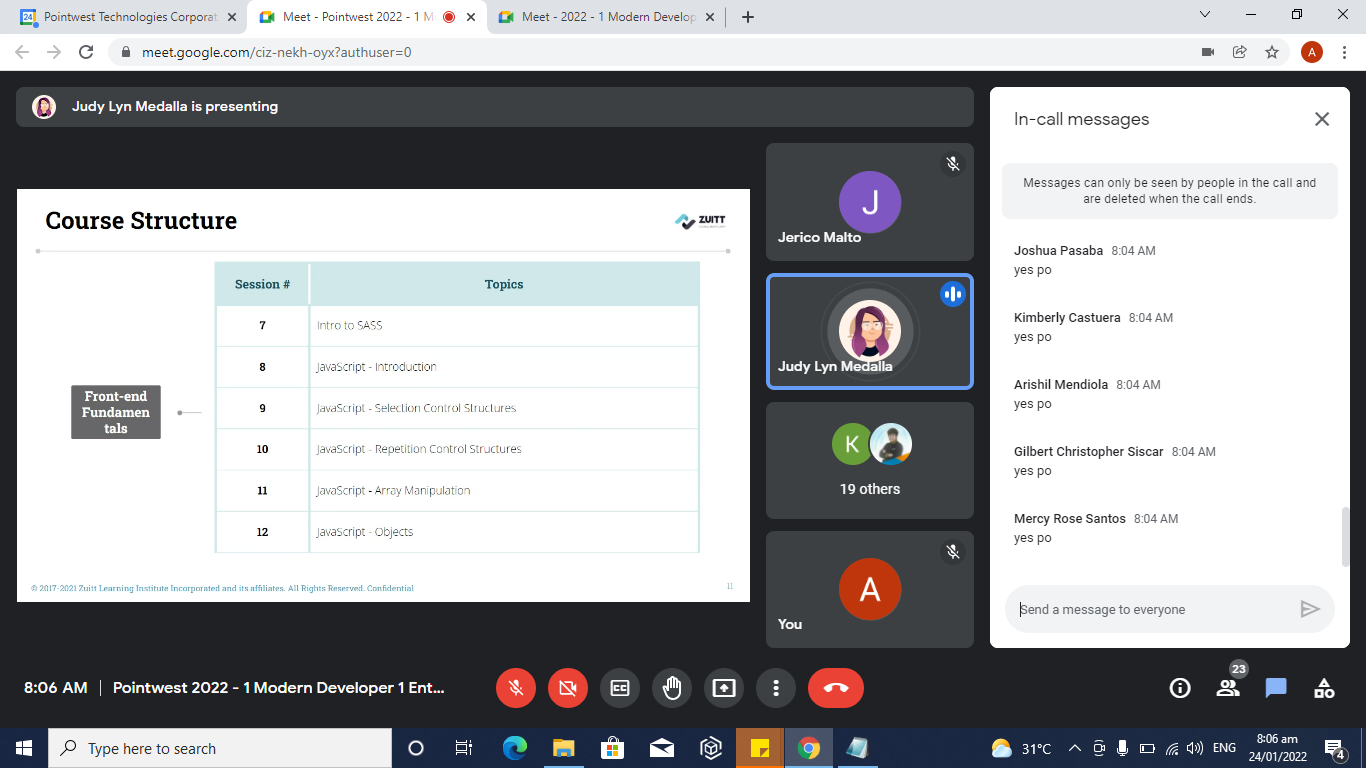 Pointwest Technologies Corporat
Meet - Pointwest 2022 - 1 M
Meet - 2022 - 1 Modern Develop
meet.google.com/ciz-nekh-oyx?authuser=0
A
Judy Lyn Medalla is presenting
Course Structure
ZUITT
Session #
Topics
7
Intro to SASS
8
JavaScript - Introduction
9
JavaScript - Selection Control Structures
10
JavaScript - Repetition Control Structures
11
JavaScript - Array Manipulation
12
JavaScript - Objects
Front-end
Fundamen
tals
© 2017-2021 Zuitt Learning Institute Incorporated and its affiliates. All Rights Reserved. Confidential
11
J
Jerico Malto
Judy Lyn Medalla
K
19 others
A
You
In-call messages
Messages can only be seen by people in the call and
are deleted when the call ends.
Joshua Pasaba 8:04 AM
yes po
Kimberly Castuera 8:04 AM
yes po
Arishil Mendiola 8:04 AM
yes po
Gilbert Christopher Siscar 8:04 AM
yes po
Mercy Rose Santos 8:04 AM
yes po
Send a message to everyone
8:06 AM | Pointwest 2022 - 1 Modern Developer 1 Ent...
CC
23
Type here to search
31°C
ENG
8:06 am
24/01/2022
4